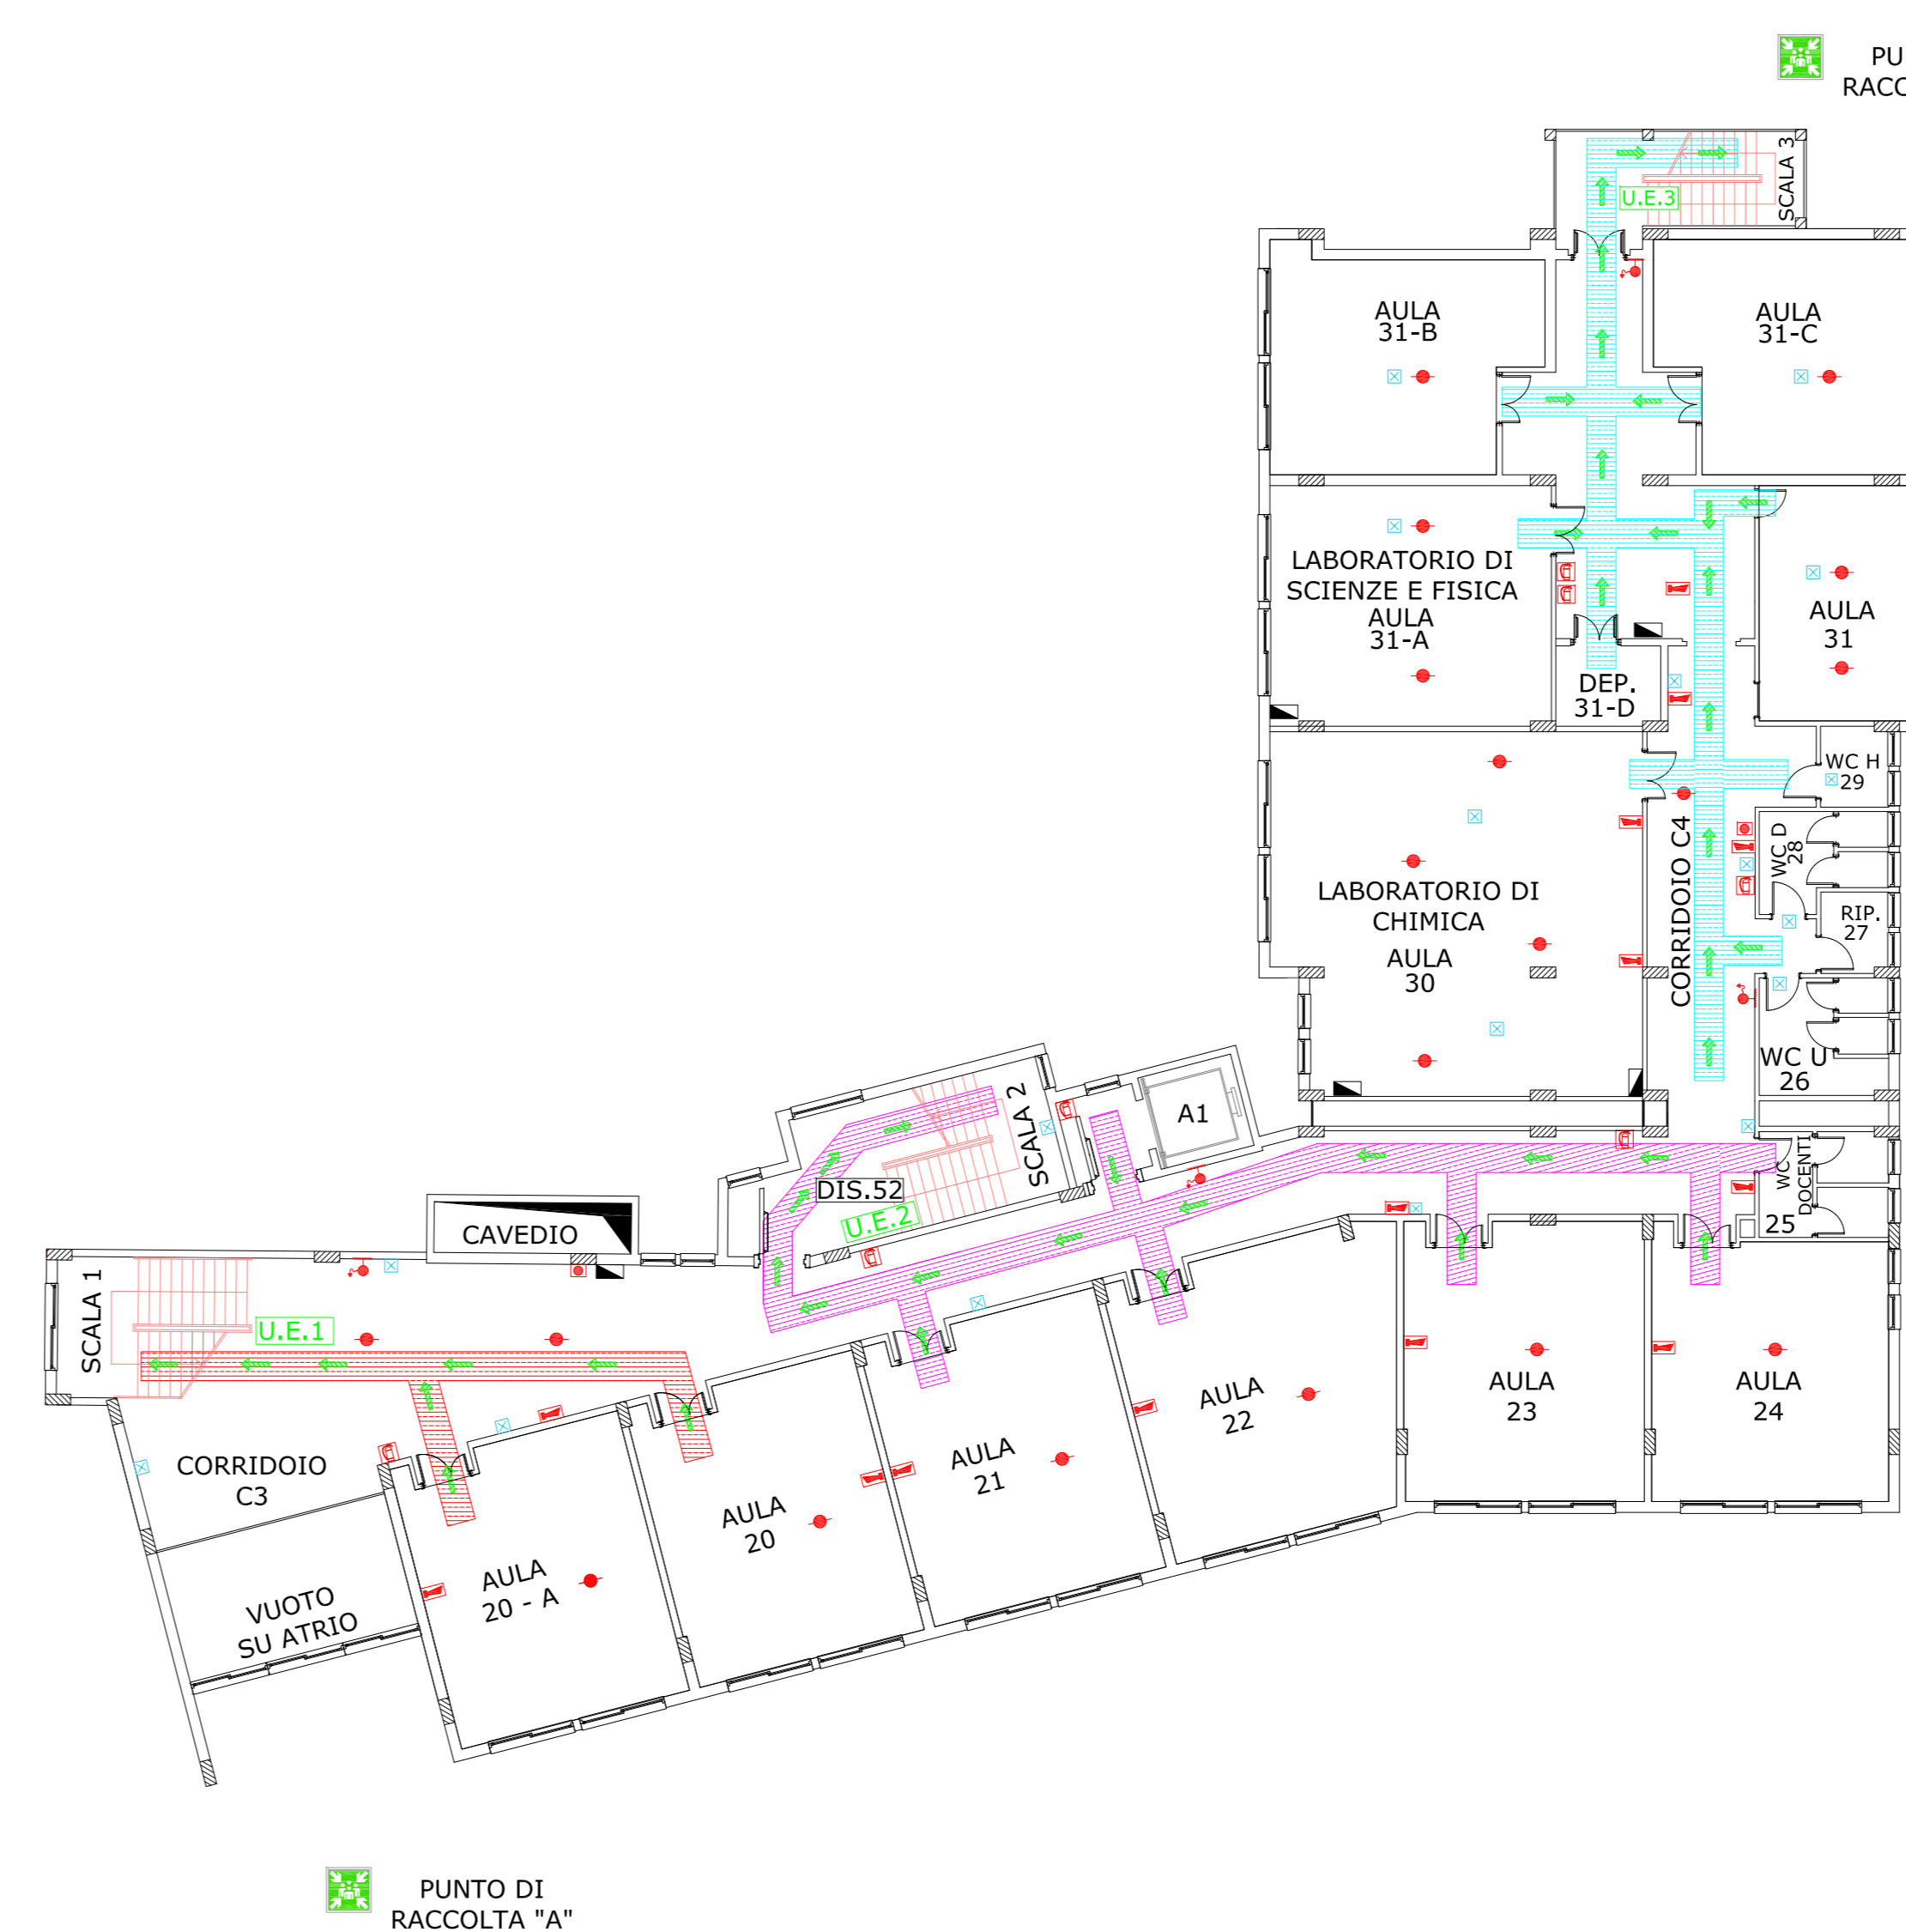 PU
RACCO
SCALA 3
U.E.3
AULA
31-B
AULA
31-C
LABORATORIO DI
SCIENZE E FISICA
AULA
31-A
AULA
31
DEP.
31-D
WC H
29
WC D
28
CORRIDOIO C4
LABORATORIO DI
CHIMICA
AULA
30
RIP.
27
WC U
26
A1
SCALA 2
DIS.52
U.E.2
WC
DOCENTI
25
CAVEDIO
SCALA 1
U.E.1
CORRIDOIO
C3
VUOTO
SU ATRIO
AULA
20 - A
AULA
20
AULA
21
AULA
22
AULA
23
AULA
24
PUNTO DI
RACCOLTA "A"